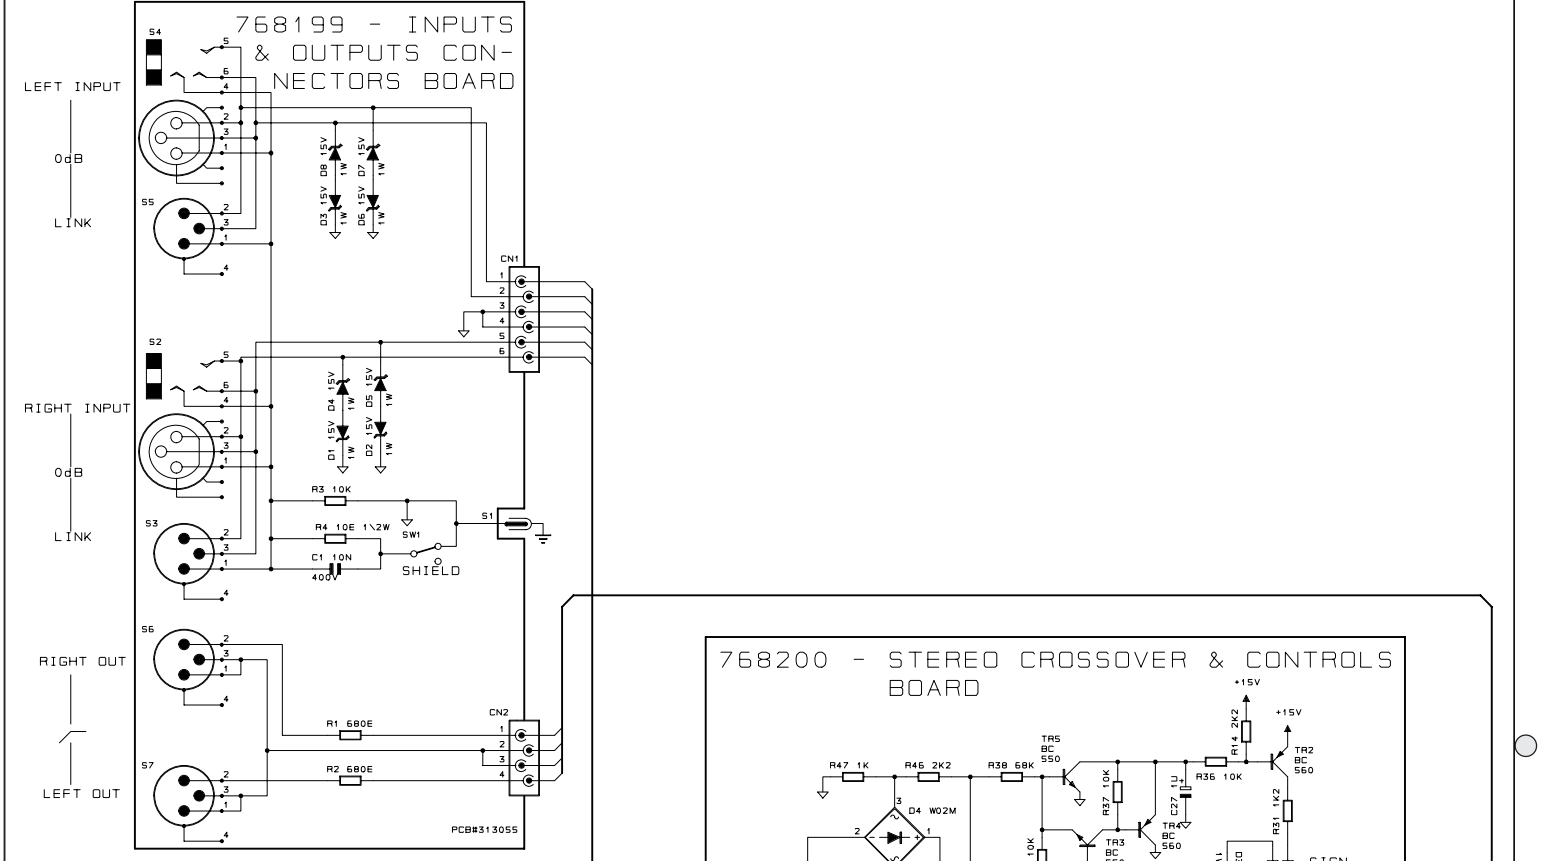 768199 - INPUTS
& OUTPUTS CON-
NECTORS BOARD
S4
5
6
4
LEFT INPUT
2
3
1
0dB
S5
2
3
1
LINK
4
D8 15V
1W
D7 15V
1W
D3 15V
1W
D6 15V
1W
CN1
1
2
3
4
5
6
S2
5
6
4
RIGHT INPUT
2
3
1
0dB
D4 15V
1W
D5 15V
1W
D1 15V
1W
D2 15V
1W
R3 10K
S3
2
3
1
LINK
4
R4 10E 1\2W
SW1
S1
C1 10N
400V
SHIELD
S6
2
3
1
RIGHT OUT
4
R1 680E
CN2
1
2
3
4
R2 680E
S7
2
3
1
LEFT OUT
4
PCB#313055
768200 - STEREO CROSSOVER & CONTROLS
BOARD
+15V
R14 2K2
+15V
TR5
BC
550
TR2
BC
560
R47 1K
R46 2K2
R38 68K
R36 10K
R37 10K
C27 1U
+
R31 1K2
3
D4 W02M
2
-
+
1
TR4
BC
560
TR3
BC
10K